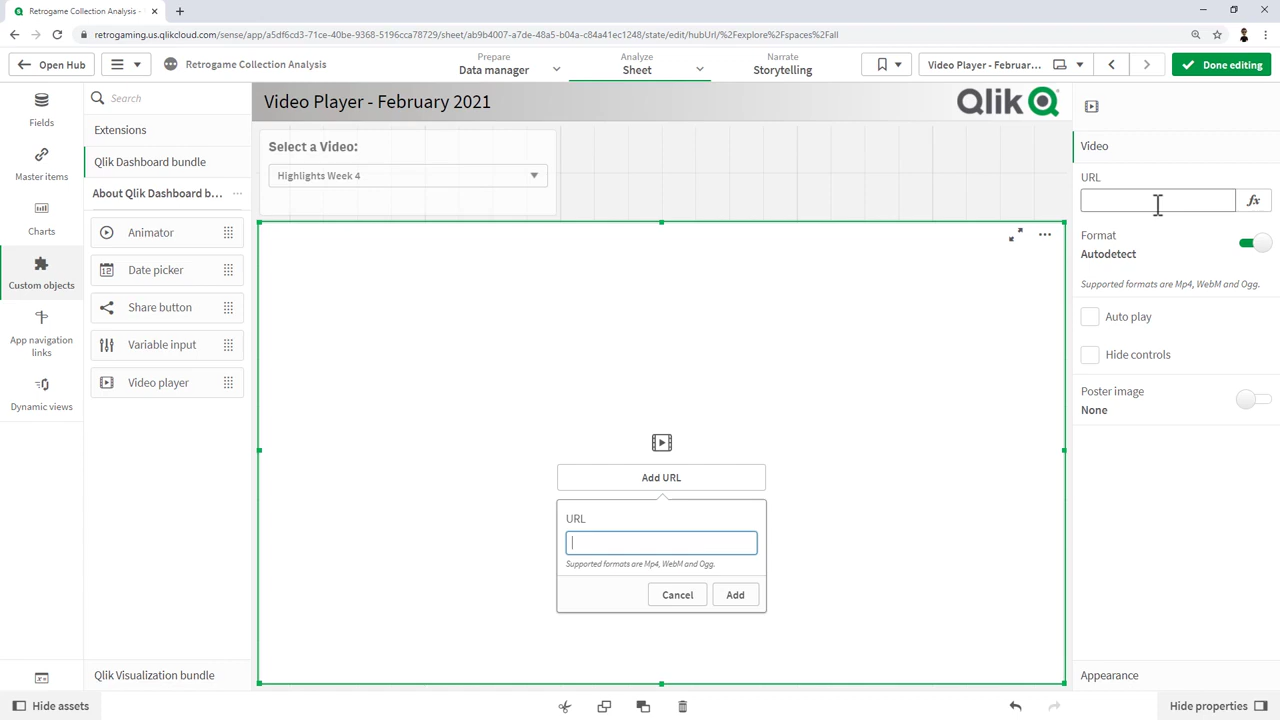 Retrogame Collection Analysis -
retrogaming.us.qlikcloud.com/sense/app/a5df6cd3-71ce-40be-9368-5196cca78729/sheet/ab9b4007-a7de-48a5-b04a-c84a41ec1248/state/edit/hubUrl/%2Fexplore%2Fspaces%2Fall
Open Hub
Retrogame Collection Analysis
Prepare
Data manager
Analyze
Sheet
Narrate
Storytelling
Video Player - Februar...
Done editing
Fields
Master items
Charts
Custom objects
App navigation
links
Dynamic views
Search
Extensions
Qlik Dashboard bundle
About Qlik Dashboard b...
Animator
Date picker
Share button
Variable input
Video player
Qlik Visualization bundle
Video Player - February 2021
Qlik
Select a Video:
Highlights Week 4
Add URL
URL
Supported formats are Mp4, WebM and Ogg.
Cancel
Add
Video
URL
fx
Format
Autodetect
Supported formats are Mp4, WebM and Ogg.
Auto play
Hide controls
Poster image
None
Appearance
Hide assets
Hide properties